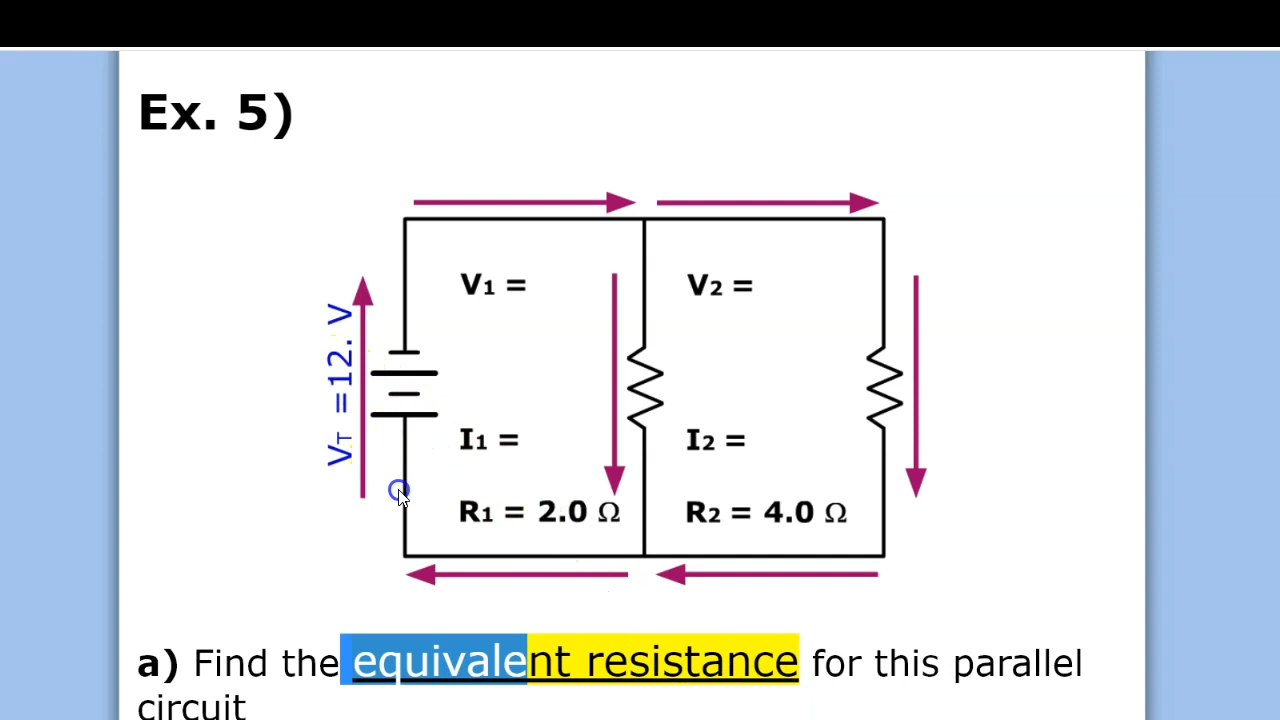 Ex. 5)
VT =12. V
V1 =
V2 =
I1 =
I2 =
R1 = 2.0 Ω
R2 = 4.0 Ω
a) Find the equivalent resistance for this parallel
circuit